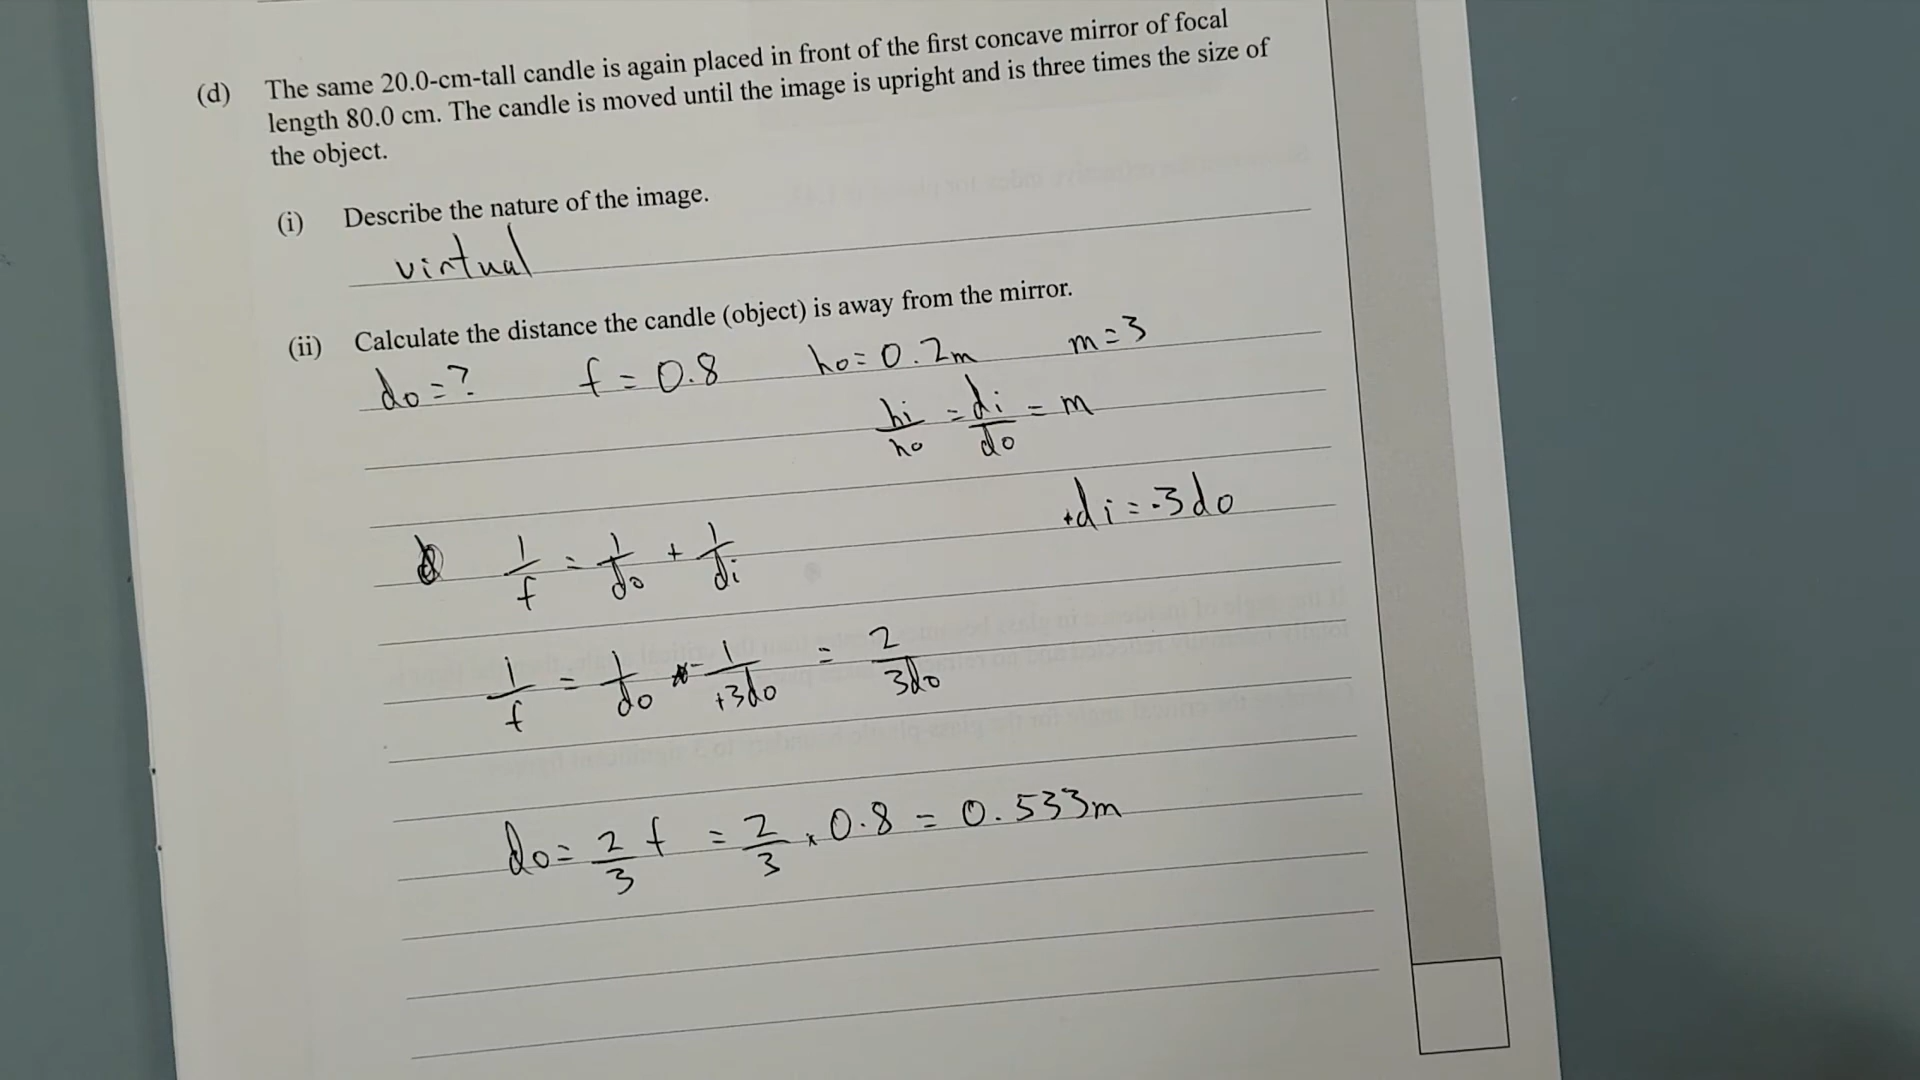 (d) The same 20.0-cm-tall candle is again placed in front of the first concave mirror of focal
length 80.0 cm. The candle is moved until the image is upright and is three times the size of
the object.
(i) Describe the nature of the image.
virtual
(ii) Calculate the distance the candle (object) is away from the mirror.
do = ? f = 0.8 ho = 0.2m m = 3
hi/ho = di/do = m
+di = -3do
1/f = 1/do + 1/di
1/f = 1/do - 1/+3do = 2/3do
do = 2/3 f = 2/3 × 0.8 = 0.533m